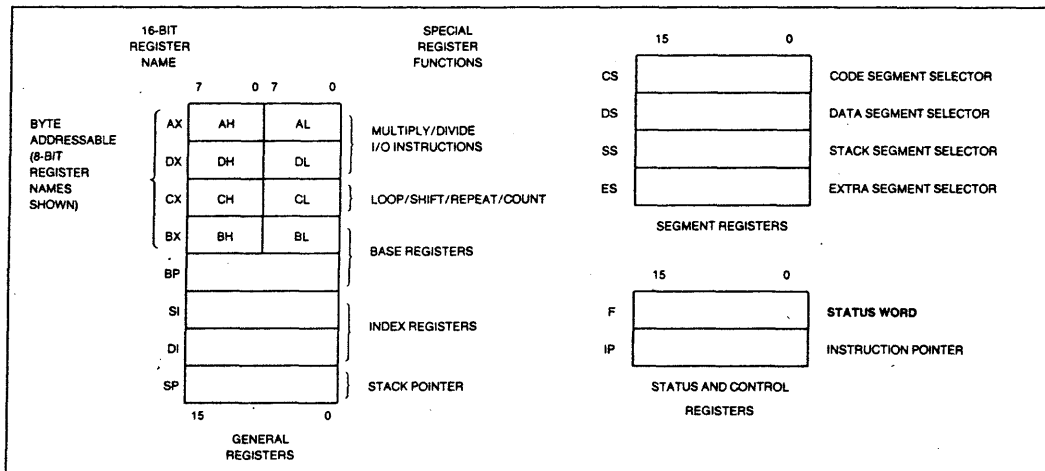 16-BIT
REGISTER
NAME
SPECIAL
REGISTER
FUNCTIONS
7 0 7 0
BYTE
ADDRESSABLE
(8-BIT
REGISTER
NAMES
SHOWN)
AX AH AL
DX DH DL
MULTIPLY/DIVIDE
I/O INSTRUCTIONS
CX CH CL LOOP/SHIFT/REPEAT/COUNT
BX BH BL
BP
BASE REGISTERS
SI
DI
INDEX REGISTERS
SP STACK POINTER
15 0
GENERAL
REGISTERS
15 0
CS CODE SEGMENT SELECTOR
DS DATA SEGMENT SELECTOR
SS STACK SEGMENT SELECTOR
ES EXTRA SEGMENT SELECTOR
SEGMENT REGISTERS
15 0
F STATUS WORD
IP INSTRUCTION POINTER
STATUS AND CONTROL
REGISTERS